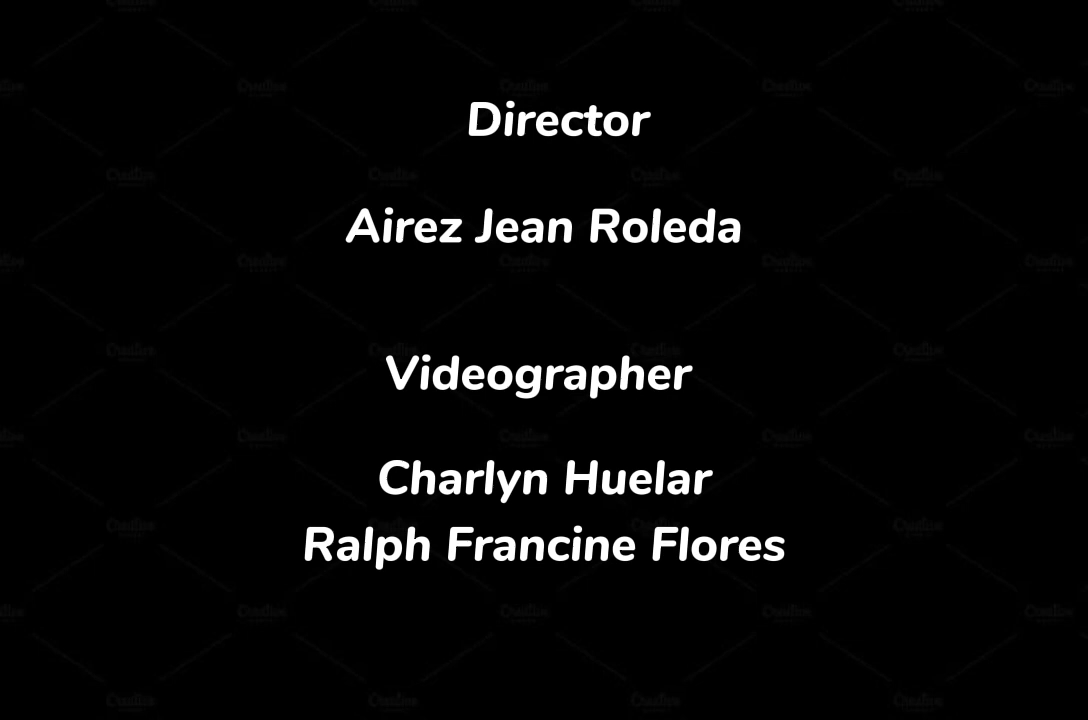 Director
Airez Jean Roleda
Videographer
Charlyn Huelar
Ralph Francine Flores